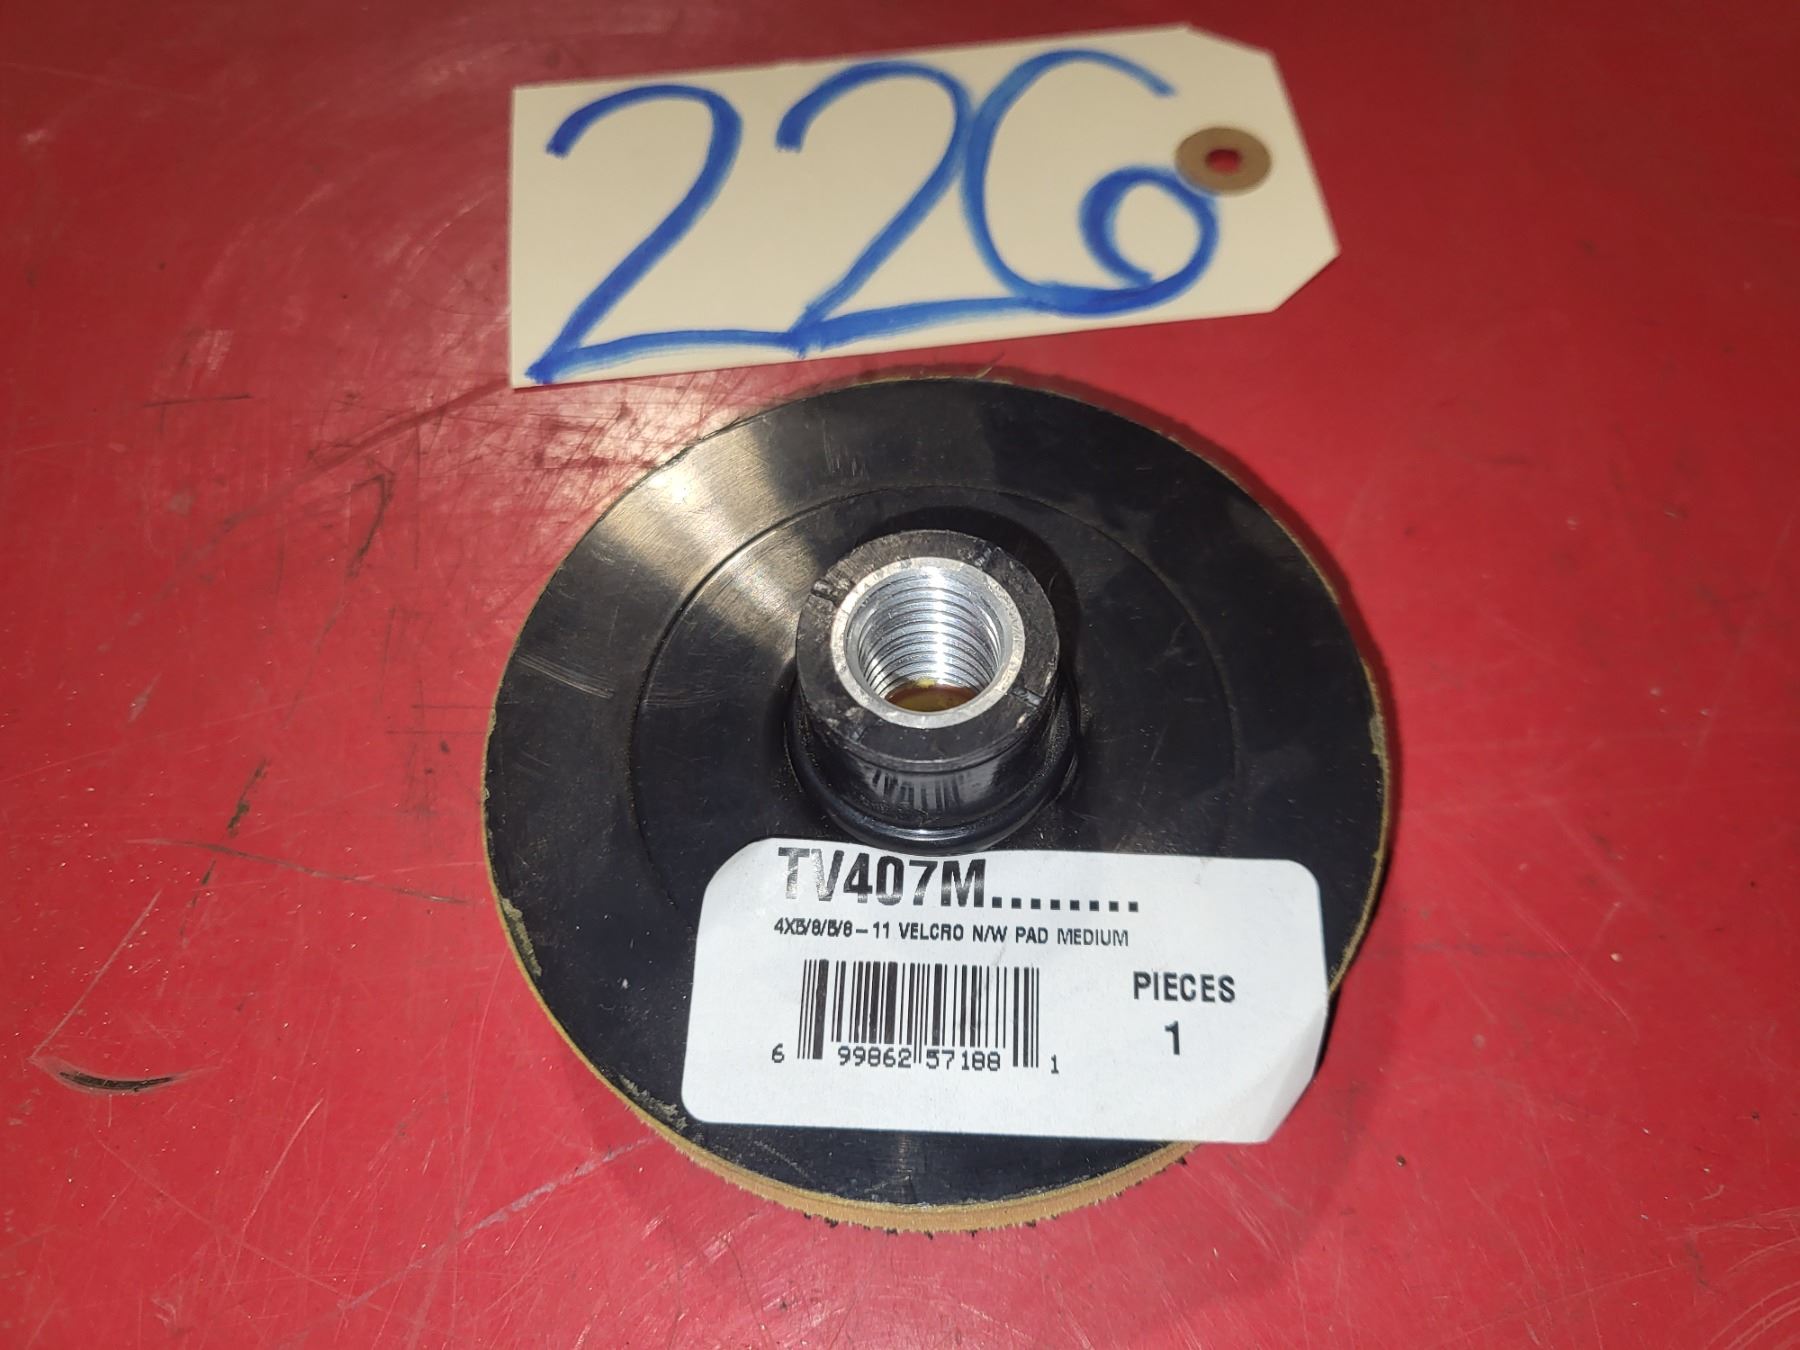 226
TV407M........
4X5/8/5/8-11 VELCRO N/W PAD MEDIUM
PIECES
1
6 99862 57188 1